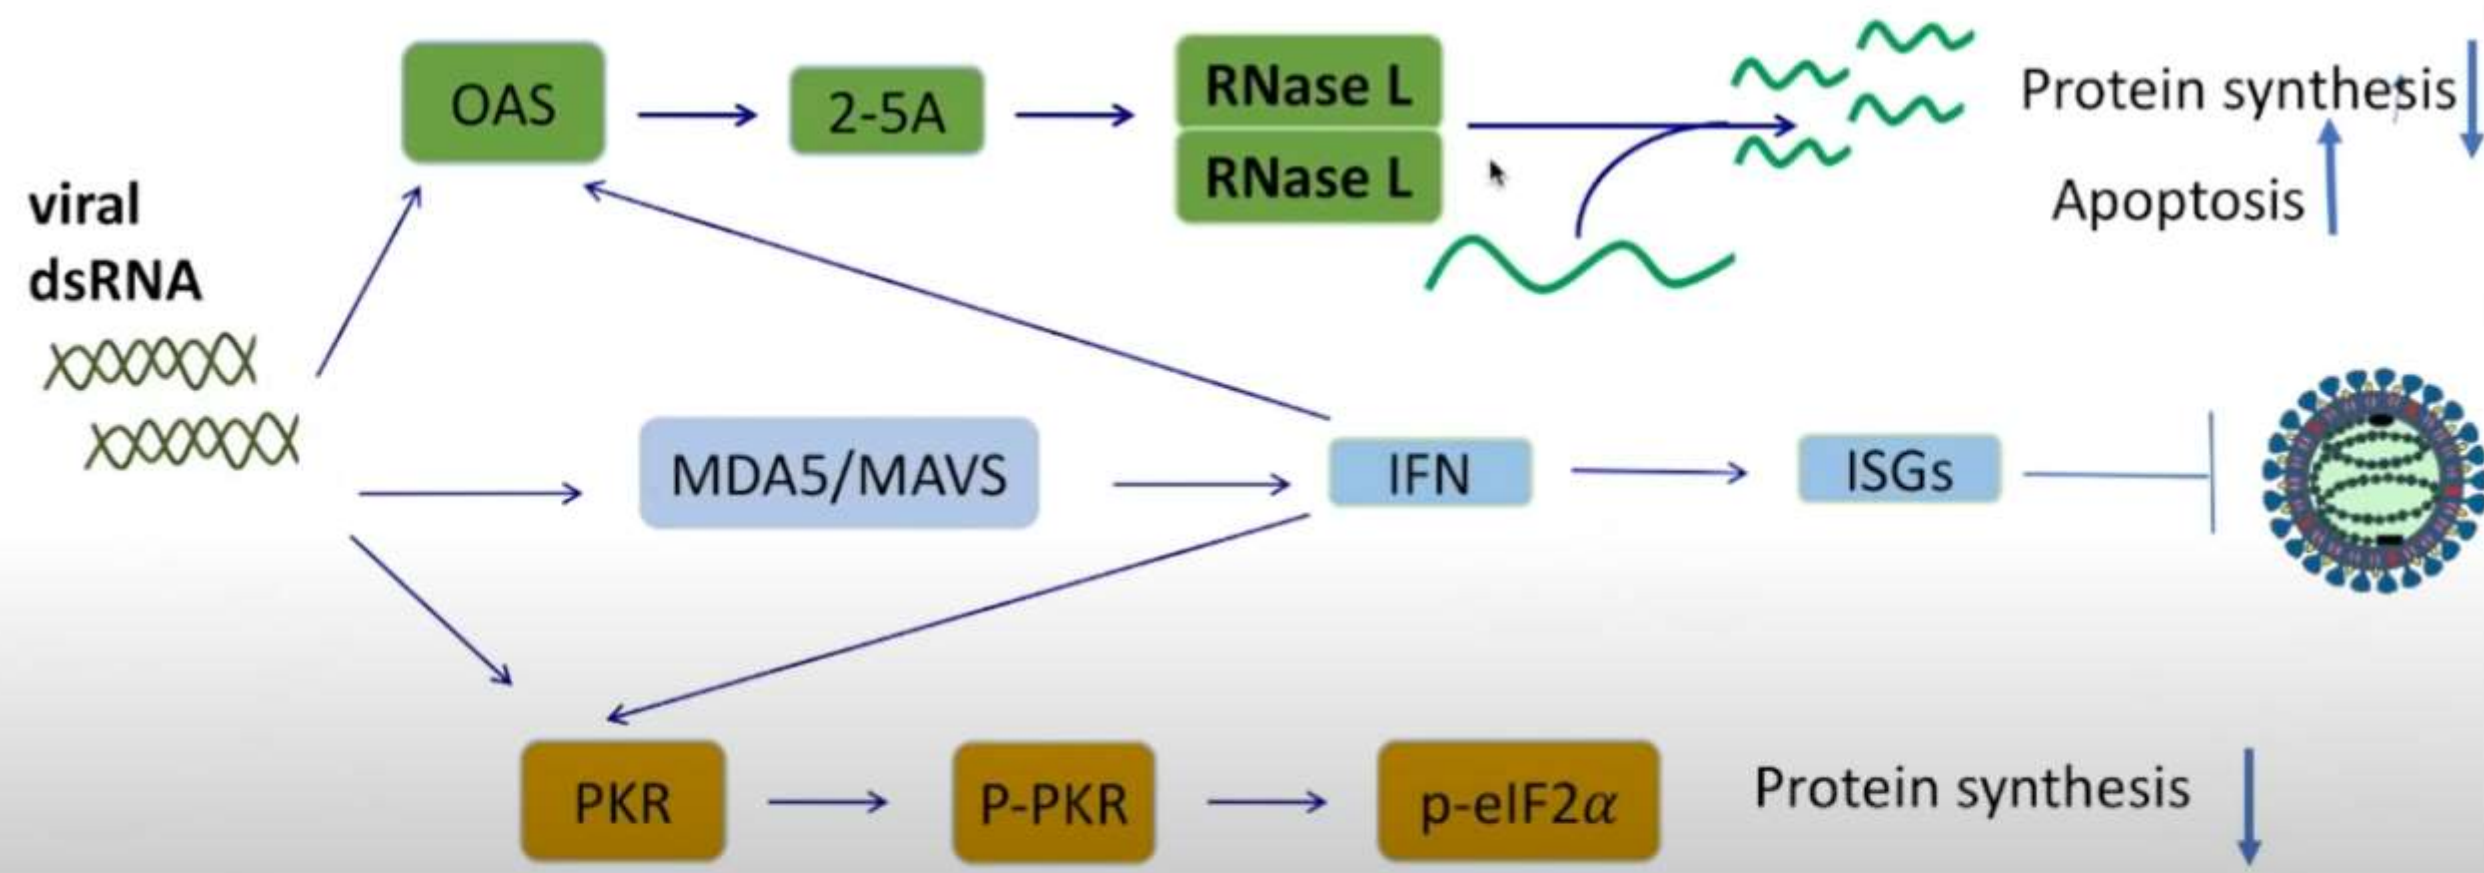 viral
dsRNA
OAS
2-5A
RNase L
RNase L
Protein synthesis
Apoptosis
MDA5/MAVS
IFN
ISGs
PKR
P-PKR
p-eIF2α
Protein synthesis